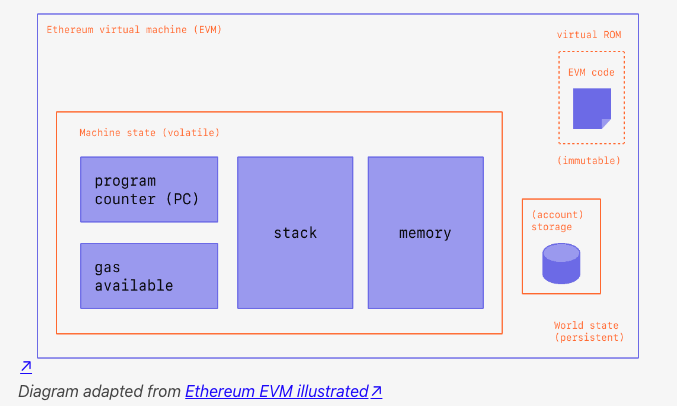 Ethereum virtual machine (EVM)
virtual ROM
EVM code
(immutable)
Machine state (volatile)
program
counter (PC)
gas
available
stack
memory
(account)
storage
World state
(persistent)
↗
Diagram adapted from Ethereum EVM illustrated↗